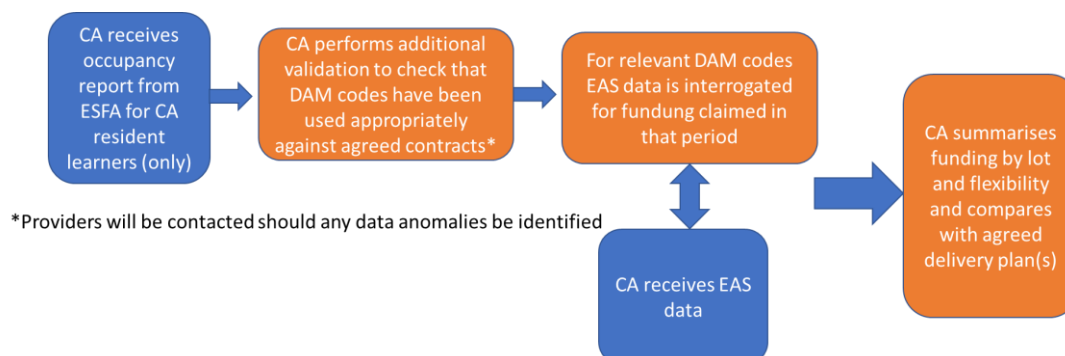 CA receives
occupancy
report from
ESFA for CA
resident
learners (only)
CA performs additional
validation to check that
DAM codes have been
used appropriately
against agreed contracts*
For relevant DAM codes
EAS data is interrogated
for fundung claimed in
that period
CA summarises
funding by lot
and flexibility
and compares
with agreed
delivery plan(s)
*Providers will be contacted should any data anomalies be identified
CA receives EAS
data